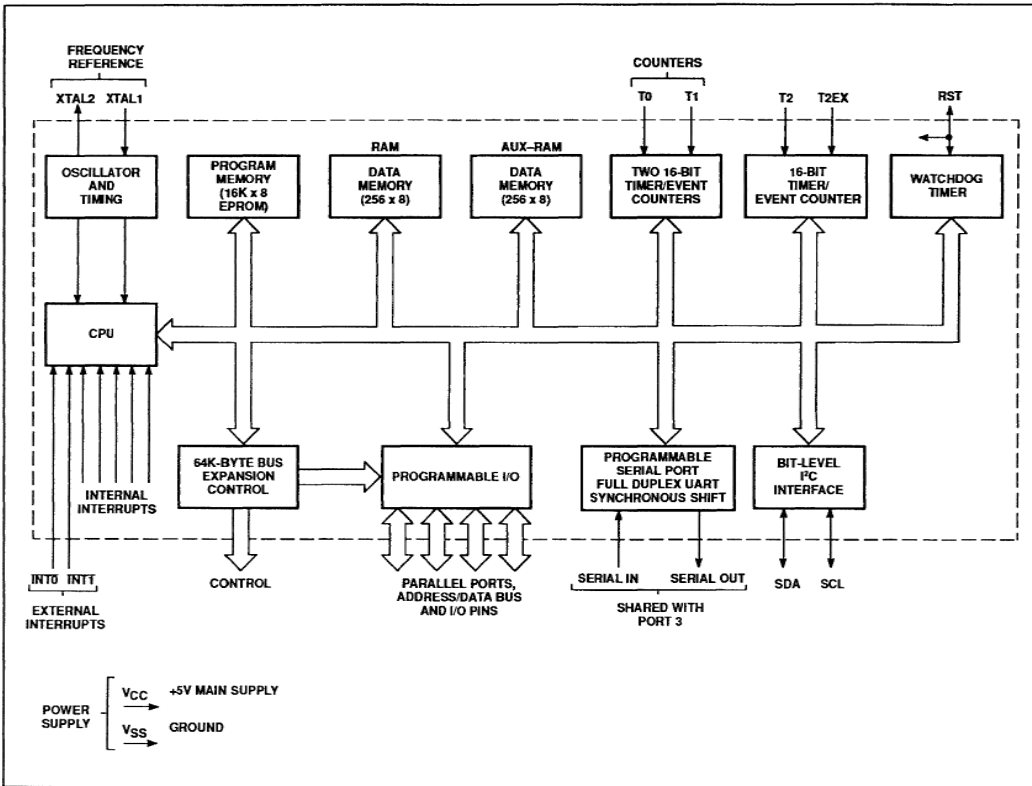 FREQUENCY
REFERENCE
XTAL2 XTAL1
COUNTERS
T0 T1
T2 T2EX
RST
OSCILLATOR
AND
TIMING
PROGRAM
MEMORY
(16K x 8
EPROM)
RAM
DATA
MEMORY
(256 x 8)
AUX–RAM
DATA
MEMORY
(256 x 8)
TWO 16-BIT
TIMER/EVENT
COUNTERS
16-BIT
TIMER/
EVENT COUNTER
WATCHDOG
TIMER
CPU
64K-BYTE BUS
EXPANSION
CONTROL
PROGRAMMABLE I/O
PROGRAMMABLE
SERIAL PORT
FULL DUPLEX UART
SYNCHRONOUS SHIFT
BIT-LEVEL
I²C
INTERFACE
INTERNAL
INTERRUPTS
INT0 INT1
EXTERNAL
INTERRUPTS
CONTROL
PARALLEL PORTS,
ADDRESS/DATA BUS
AND I/O PINS
SERIAL IN SERIAL OUT
SHARED WITH
PORT 3
SDA SCL
POWER
SUPPLY
VCC +5V MAIN SUPPLY
VSS GROUND